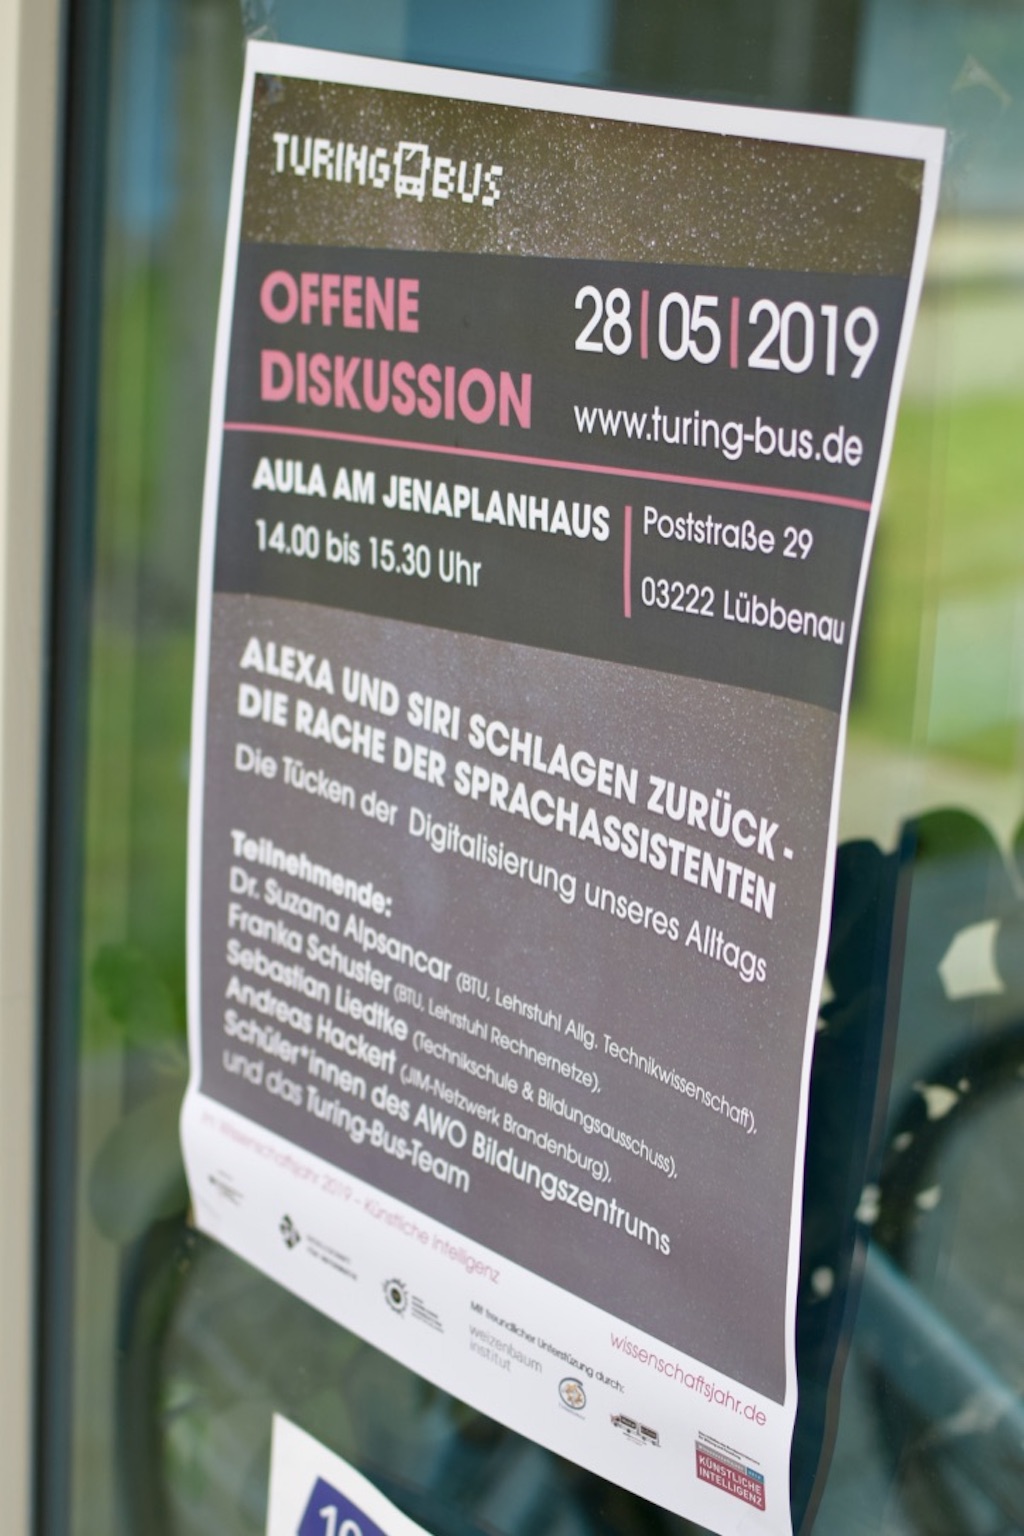 TURING BUS
OFFENE
DISKUSSION
28|05|2019
www.turing-bus.de
AULA AM JENAPLANHAUS
14.00 bis 15.30 Uhr
Poststraße 29
03222 Lübbenau
ALEXA UND SIRI SCHLAGEN ZURÜCK -
DIE RACHE DER SPRACHASSISTENTEN
Die Tücken der Digitalisierung unseres Alltags
Teilnehmende:
Dr. Suzana Alpsancar (BTU, Lehrstuhl Allg. Technikwissenschaft),
Franka Schuster (BTU, Lehrstuhl Rechnernetze),
Sebastian Liedtke (Technikschule & Bildungsausschuss),
Andreas Hackert (JIM-Netzwerk Brandenburg),
Schüler*innen des AWO Bildungszentrums
und das Turing-Bus-Team
Im Wissenschaftsjahr 2019 – Künstliche Intelligenz
wissenschaftsjahr.de
Mit freundlicher Unterstüzung durch:
weizenbaum
institut
KÜNSTLICHE
INTELLIGENZ